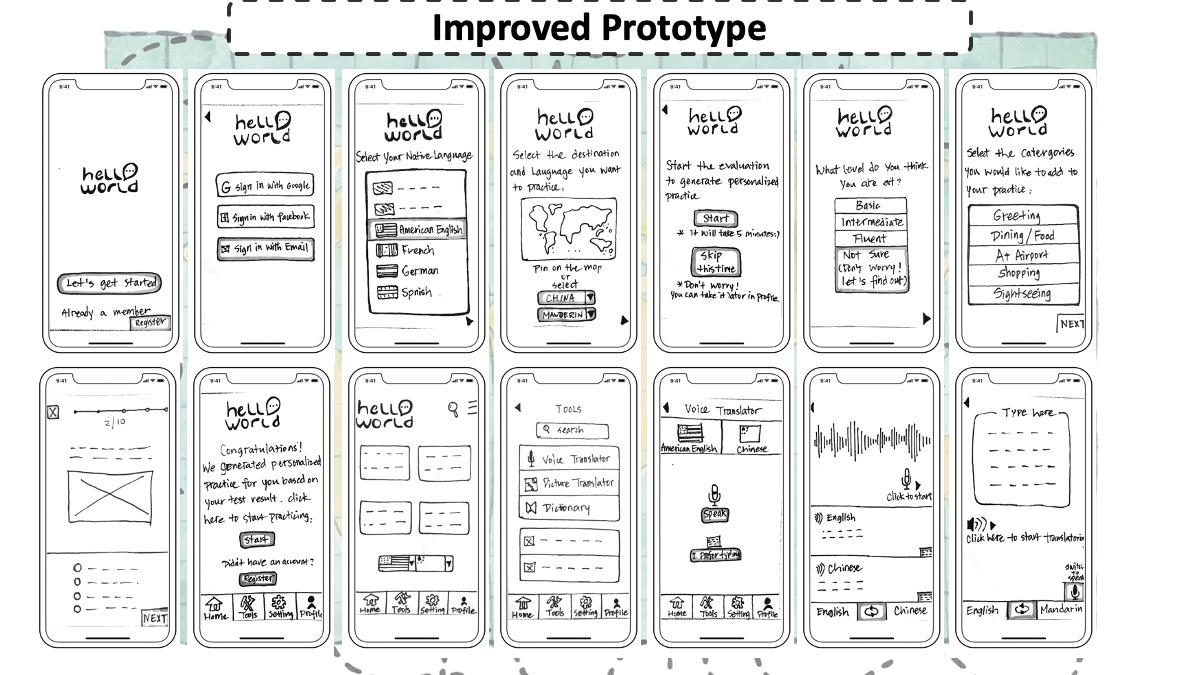 Improved Prototype
9:41
hello
world
Let's get started
Already a member
Register
9:41
hello
world
G Sign in with Google
Sign in with facebook
Sign in with Email
9:41
hello
world
Select Your Native Language
American English
French
German
Spnish
9:41
hello
world
Select the destination
and language you want
to practice.
Pin on the map
or
select
CHINA
MANDERIN
9:41
hello
world
Start the evaluation
to generate personalized
practice
Start
* it will take 5 minutes:)
Skip
this time
* Don't worry!
You can take it lator in profile.
9:41
hello
world
What level do you think
you are at?
Basic
Intermediate
Fluent
Not Sure
(Don't worry!
let's find out)
9:41
hello
world
Select the Catergories
you would like to add to
your practice:
Greeting
Dining/Food
At Airport
Shopping
Sightseeing
NEXT
9:41
2/10
NEXT
9:41
hello
world
Congratulations!
We generated personalized
Practice for you based on
your test result. click
here to start practicing.
Start
Didn't have an account?
Register
Home Tools Setting Profile
9:41
hello
world
Home Tools Setting Profile
9:41
TOOLS
search
Voice Translator
Picture Translator
Dictionary
Home Tools Setting Profile
9:41
Voice Translator
American English Chinese
Speak
I Prefer typing
Home Tools Setting Profile
9:41
Click to start
English
Chinese
English Chinese
9:41
Type here
Click here to start translatorin
switch
to
speak
English Mandarin